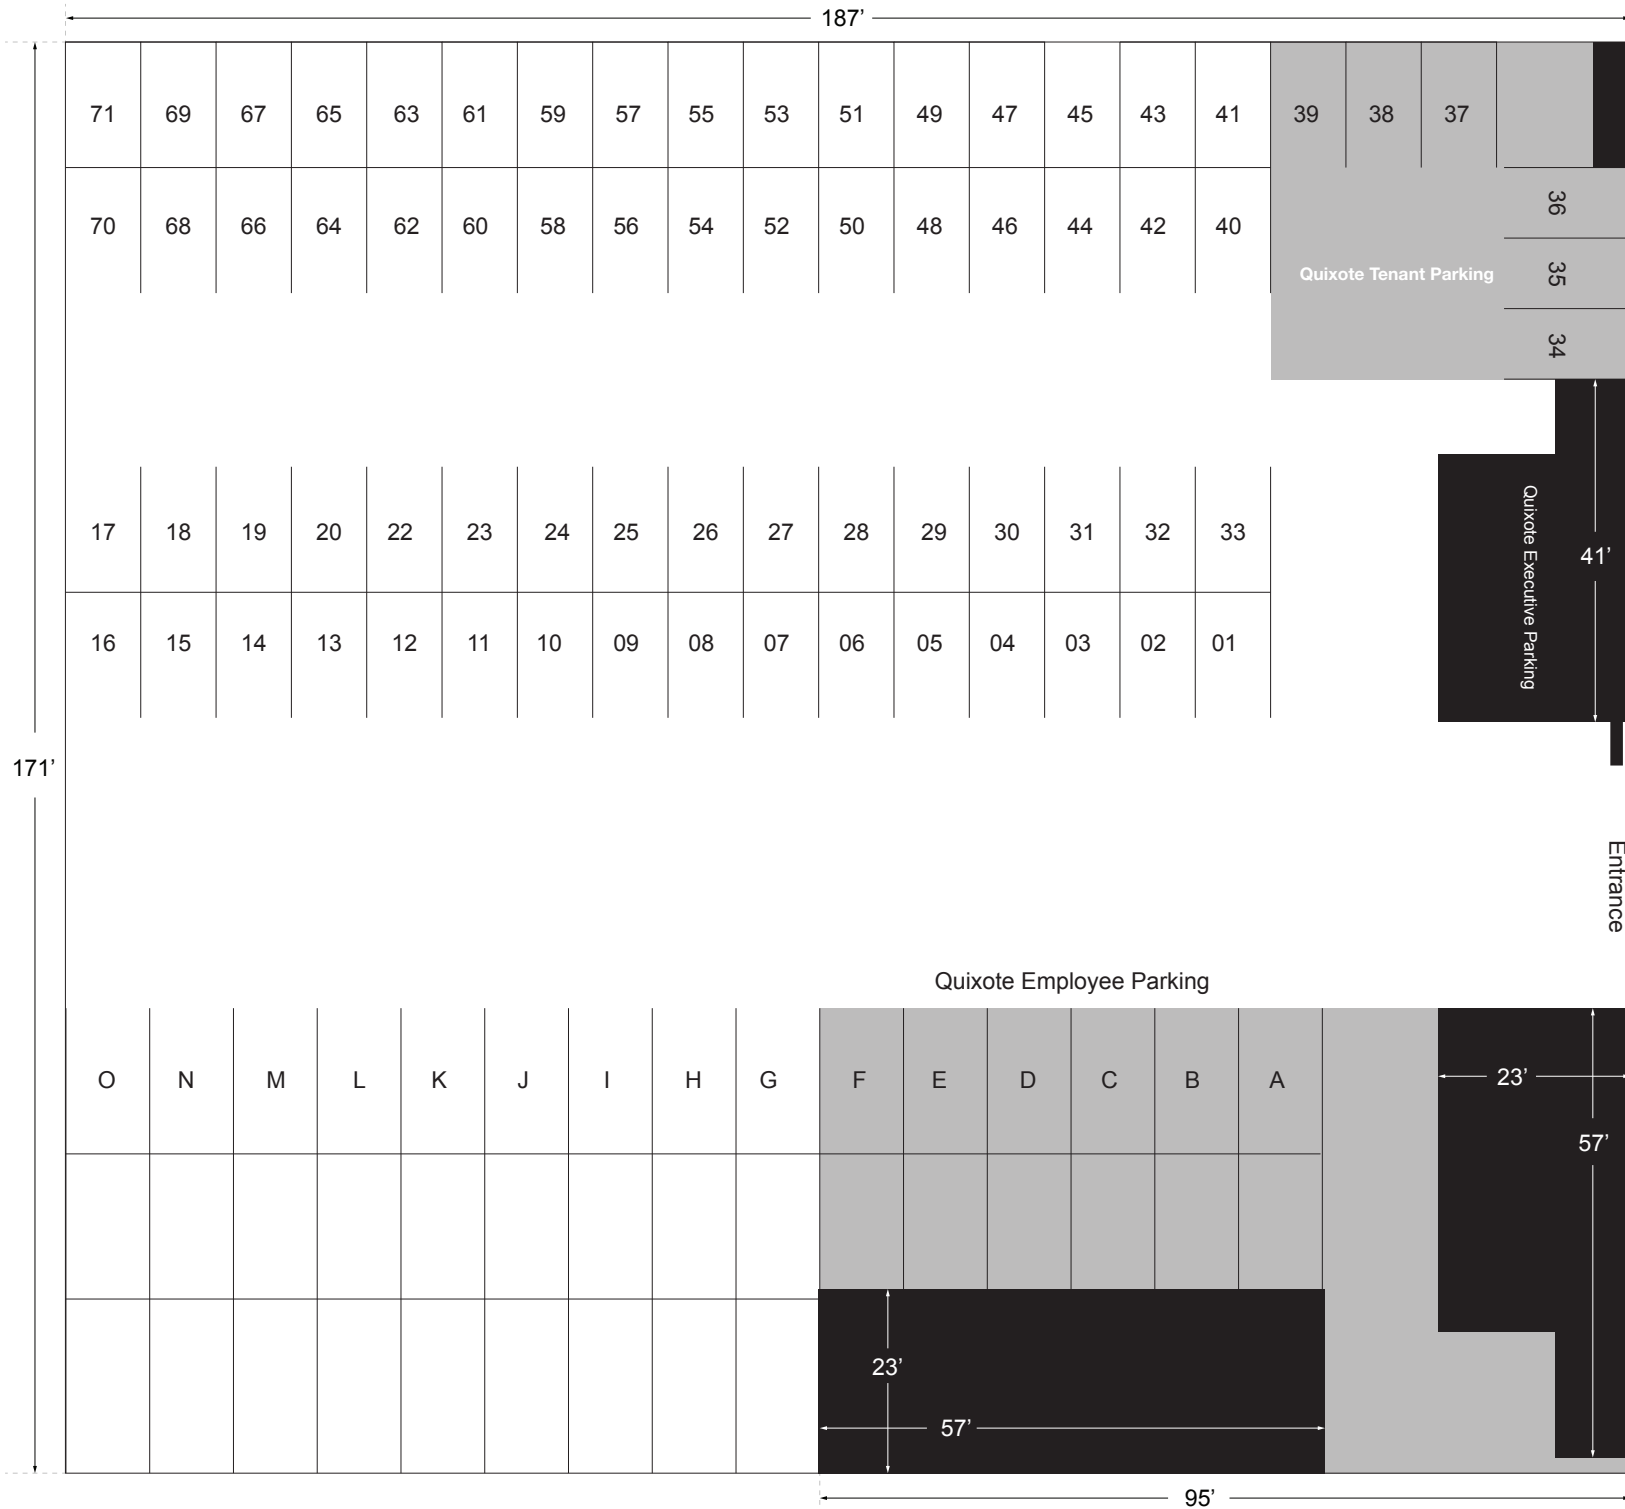 187’
71 69 67 65 63 61 59 57 55 53 51 49 47 45 43 41 39 38 37
36
70 68 66 64 62 60 58 56 54 52 50 48 46 44 42 40
Quixote Tenant Parking
35
34
17 18 19 20 22 23 24 25 26 27 28 29 30 31 32 33
Quixote Executive Parking
41’
16 15 14 13 12 11 10 09 08 07 06 05 04 03 02 01
171’
Entrance
Quixote Employee Parking
O N M L K J I H G F E D C B A
23’
57’
23’
57’
95’